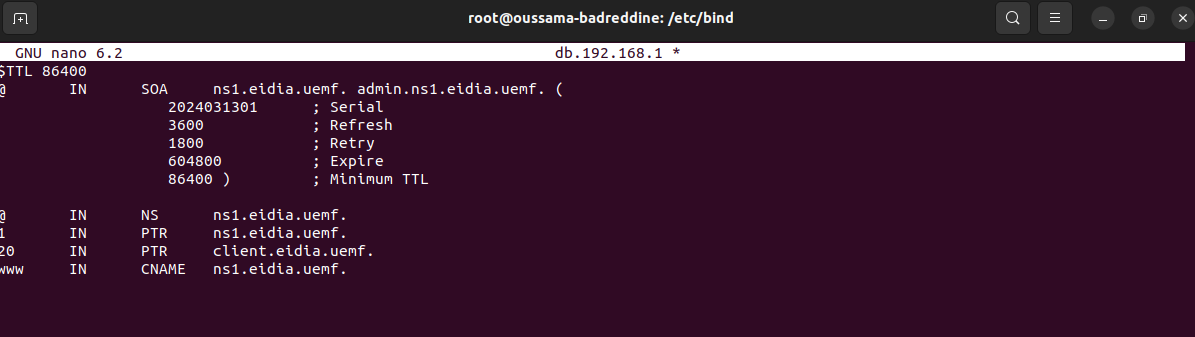 root@oussama-badreddine: /etc/bind
GNU nano 6.2 db.192.168.1 *
$TTL 86400
@ IN SOA ns1.eidia.uemf. admin.ns1.eidia.uemf. (
2024031301 ; Serial
3600 ; Refresh
1800 ; Retry
604800 ; Expire
86400 ) ; Minimum TTL
@ IN NS ns1.eidia.uemf.
1 IN PTR ns1.eidia.uemf.
20 IN PTR client.eidia.uemf.
www IN CNAME ns1.eidia.uemf.